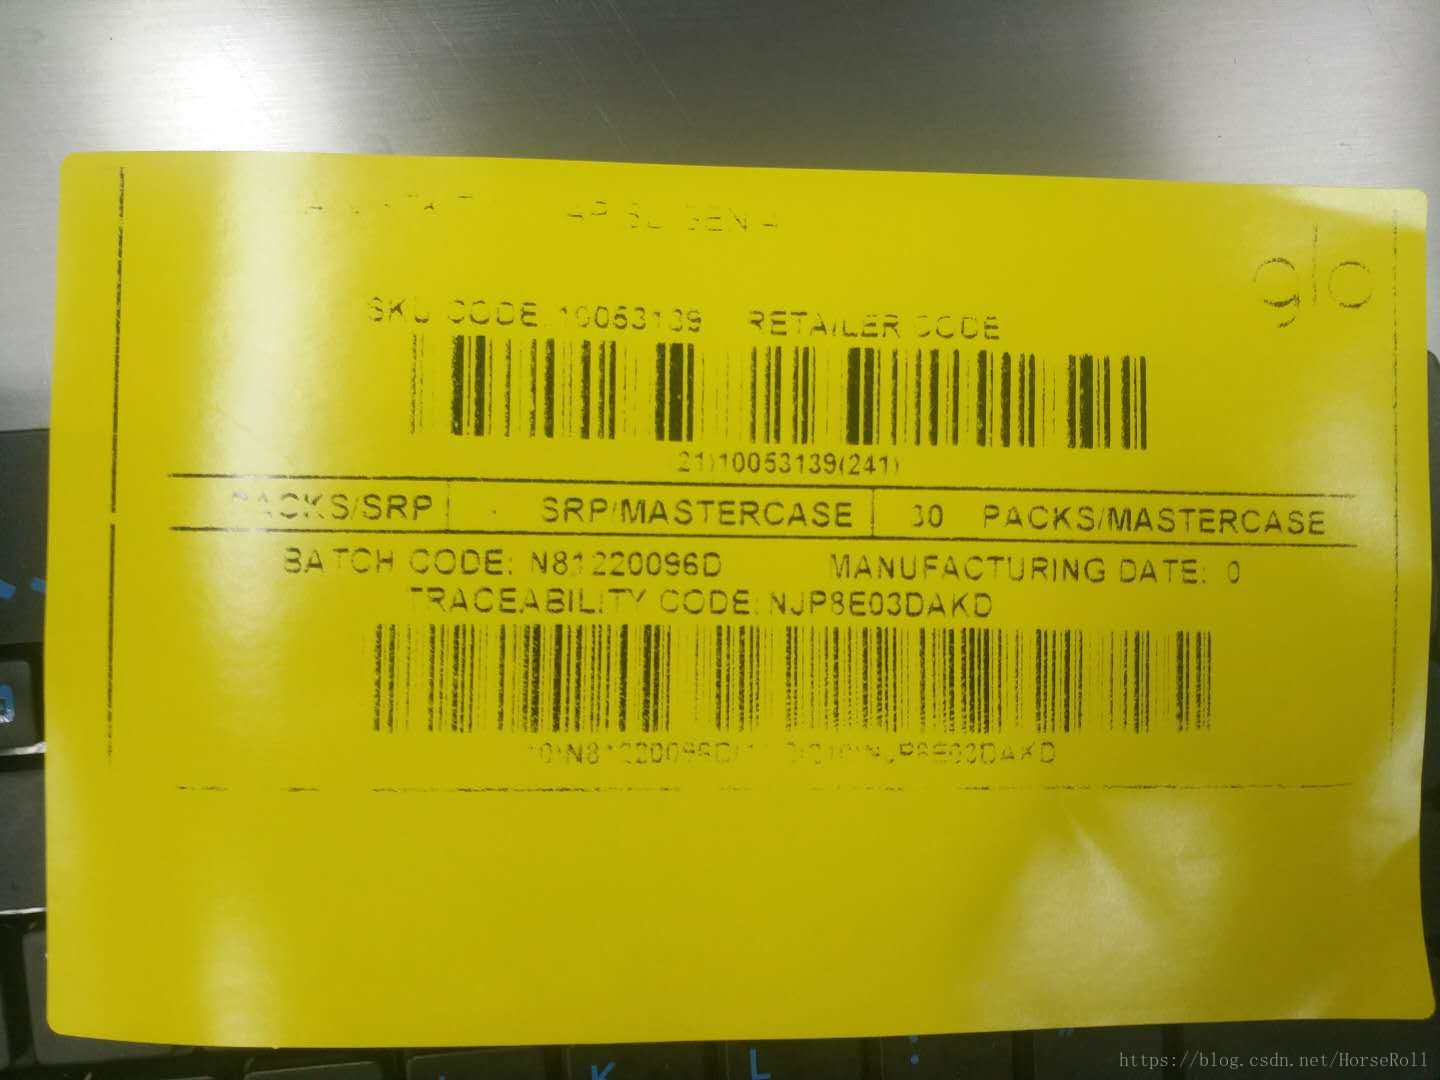 glo
SKU CODE: 10053139 RETAILER CODE
21)10053139(241)
PACKS/SRP SRP/MASTERCASE 30 PACKS/MASTERCASE
BATCH CODE: N81220096D MANUFACTURING DATE: 0
TRACEABILITY CODE: NJP8E03DAKD
K L
https://blog.csdn.net/HorseRoll